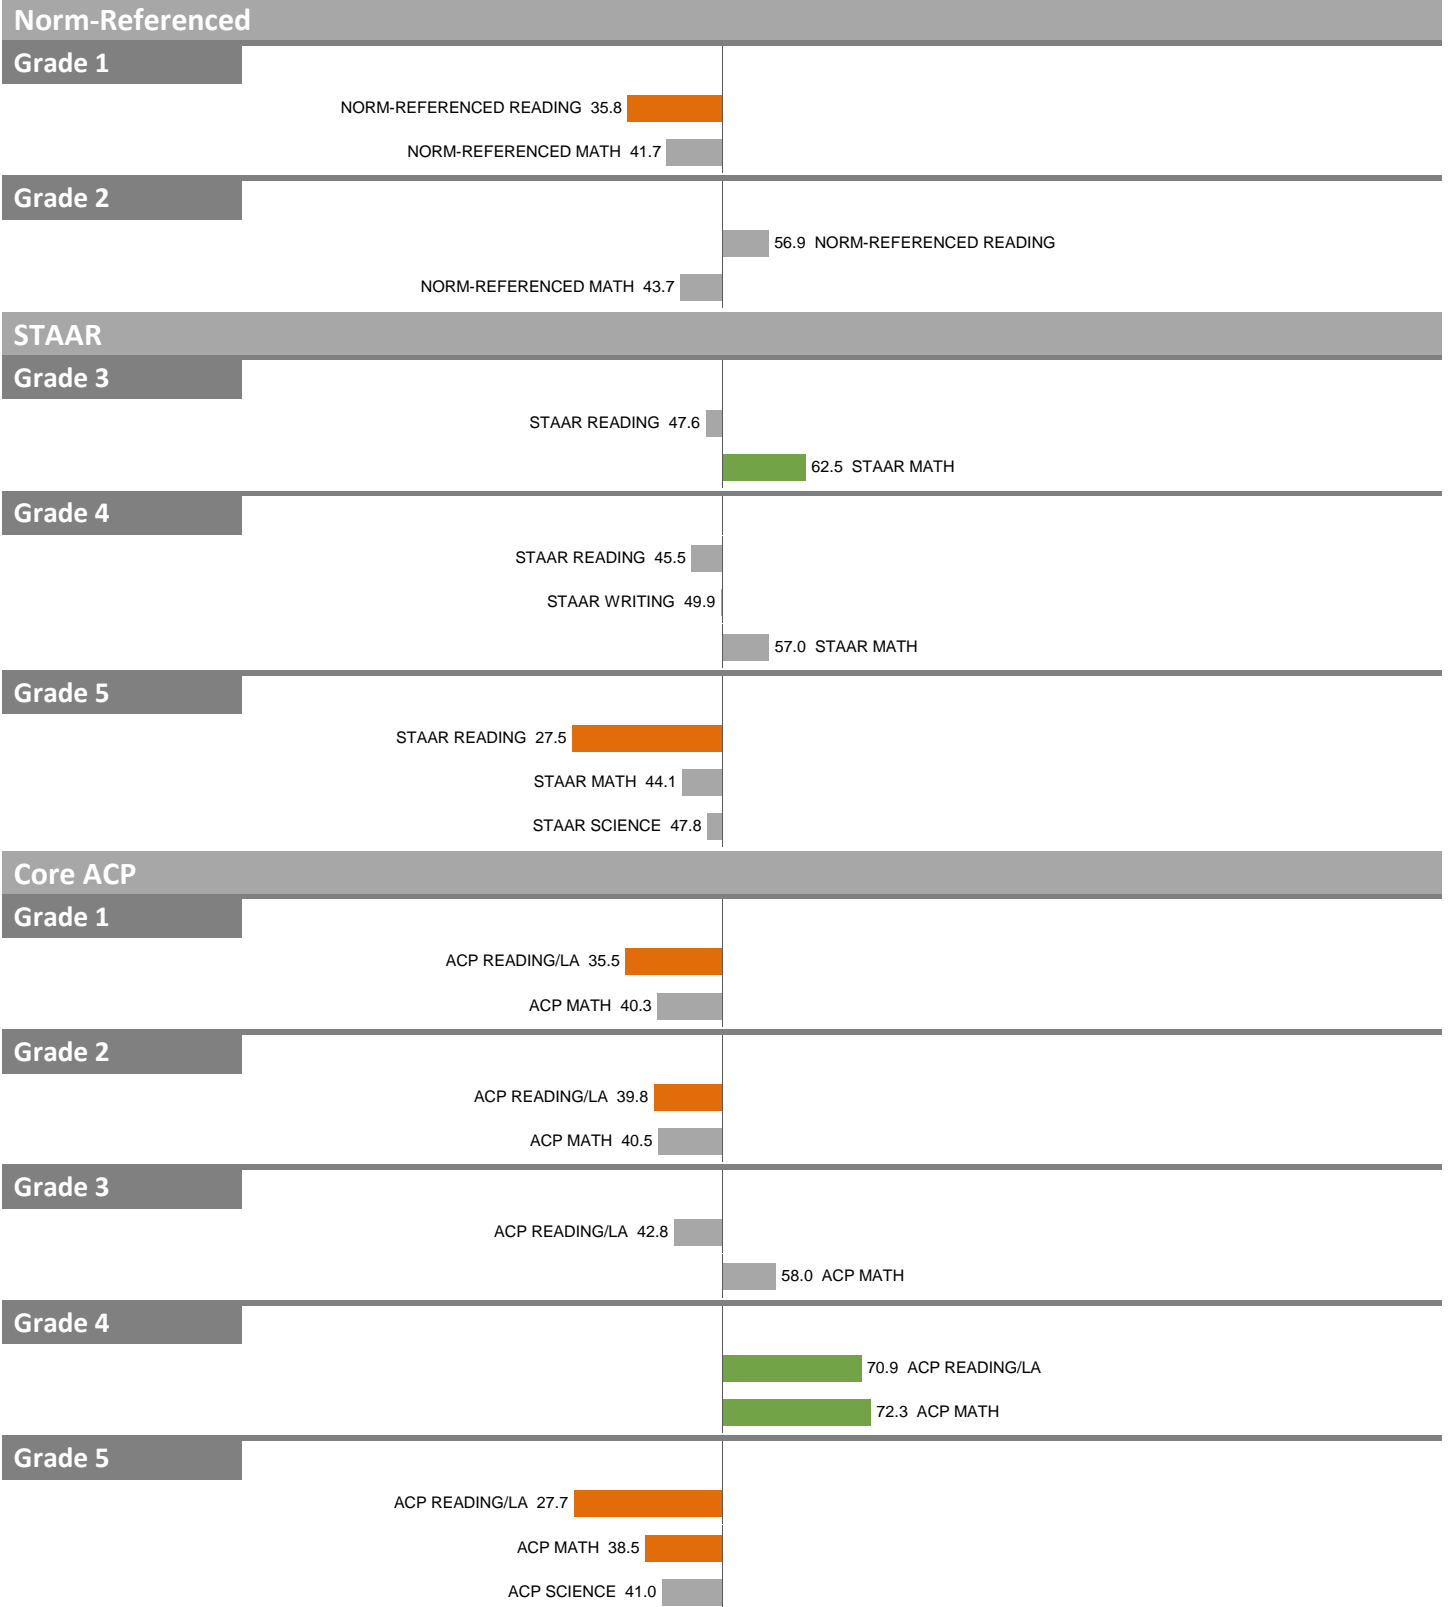 Norm-Referenced
Grade 1
NORM-REFERENCED READING 35.8
NORM-REFERENCED MATH 41.7
Grade 2
56.9 NORM-REFERENCED READING
NORM-REFERENCED MATH 43.7
STAAR
Grade 3
STAAR READING 47.6
62.5 STAAR MATH
Grade 4
STAAR READING 45.5
STAAR WRITING 49.9
57.0 STAAR MATH
Grade 5
STAAR READING 27.5
STAAR MATH 44.1
STAAR SCIENCE 47.8
Core ACP
Grade 1
ACP READING/LA 35.5
ACP MATH 40.3
Grade 2
ACP READING/LA 39.8
ACP MATH 40.5
Grade 3
ACP READING/LA 42.8
58.0 ACP MATH
Grade 4
70.9 ACP READING/LA
72.3 ACP MATH
Grade 5
ACP READING/LA 27.7
ACP MATH 38.5
ACP SCIENCE 41.0